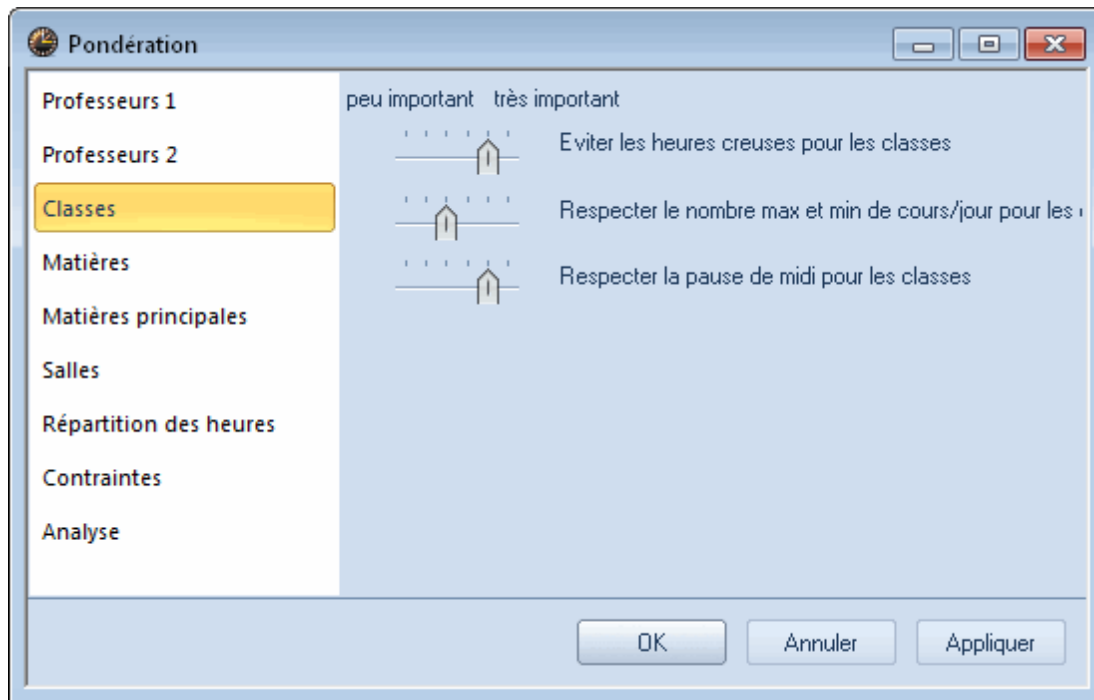 Pondération
Professeurs 1
Professeurs 2
Classes
Matières
Matières principales
Salles
Répartition des heures
Contraintes
Analyse
peu important très important
Eviter les heures creuses pour les classes
Respecter le nombre max et min de cours/jour pour les
Respecter la pause de midi pour les classes
OK Annuler Appliquer